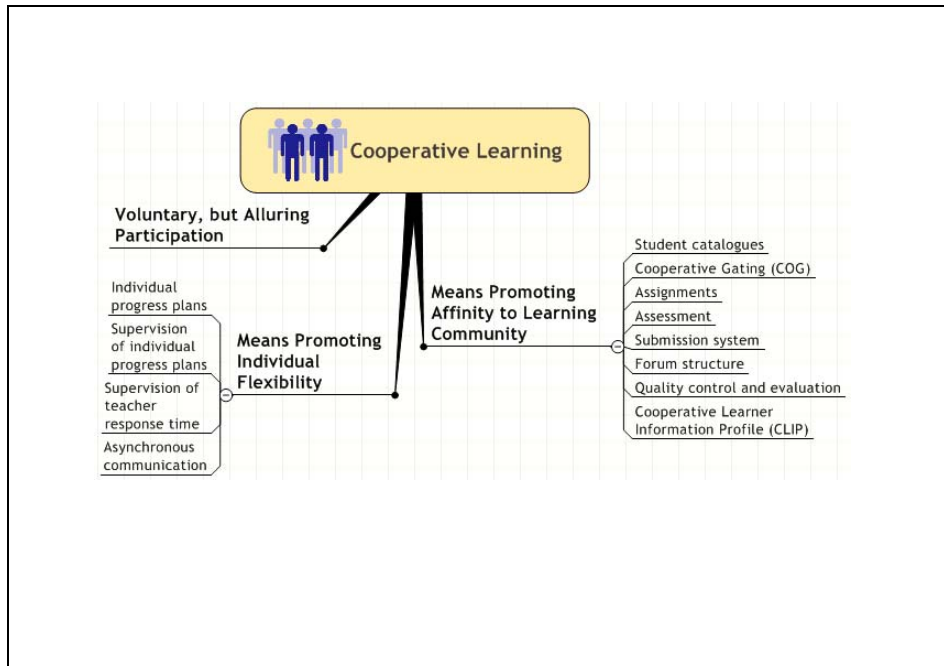 Cooperative Learning
Voluntary, but Alluring
Participation
Individual
progress plans
Supervision
of individual
progress plans
Supervision of
teacher
response time
Asynchronous
communication
Means Promoting
Individual
Flexibility
Means Promoting
Affinity to Learning
Community
Student catalogues
Cooperative Gating (COG)
Assignments
Assessment
Submission system
Forum structure
Quality control and evaluation
Cooperative Learner
Information Profile (CLIP)